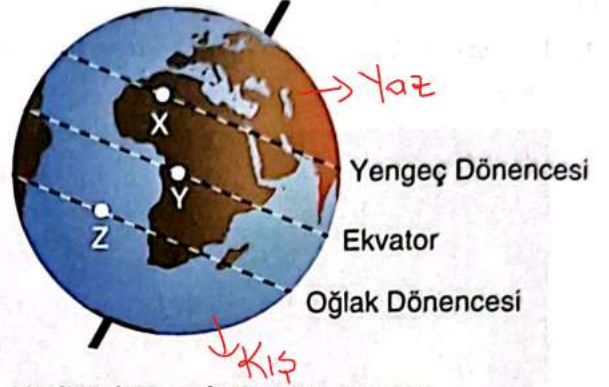 Yaz
X
Yengeç Dönencesi
Y
Z
Ekvator
Oğlak Dönencesi
Kış